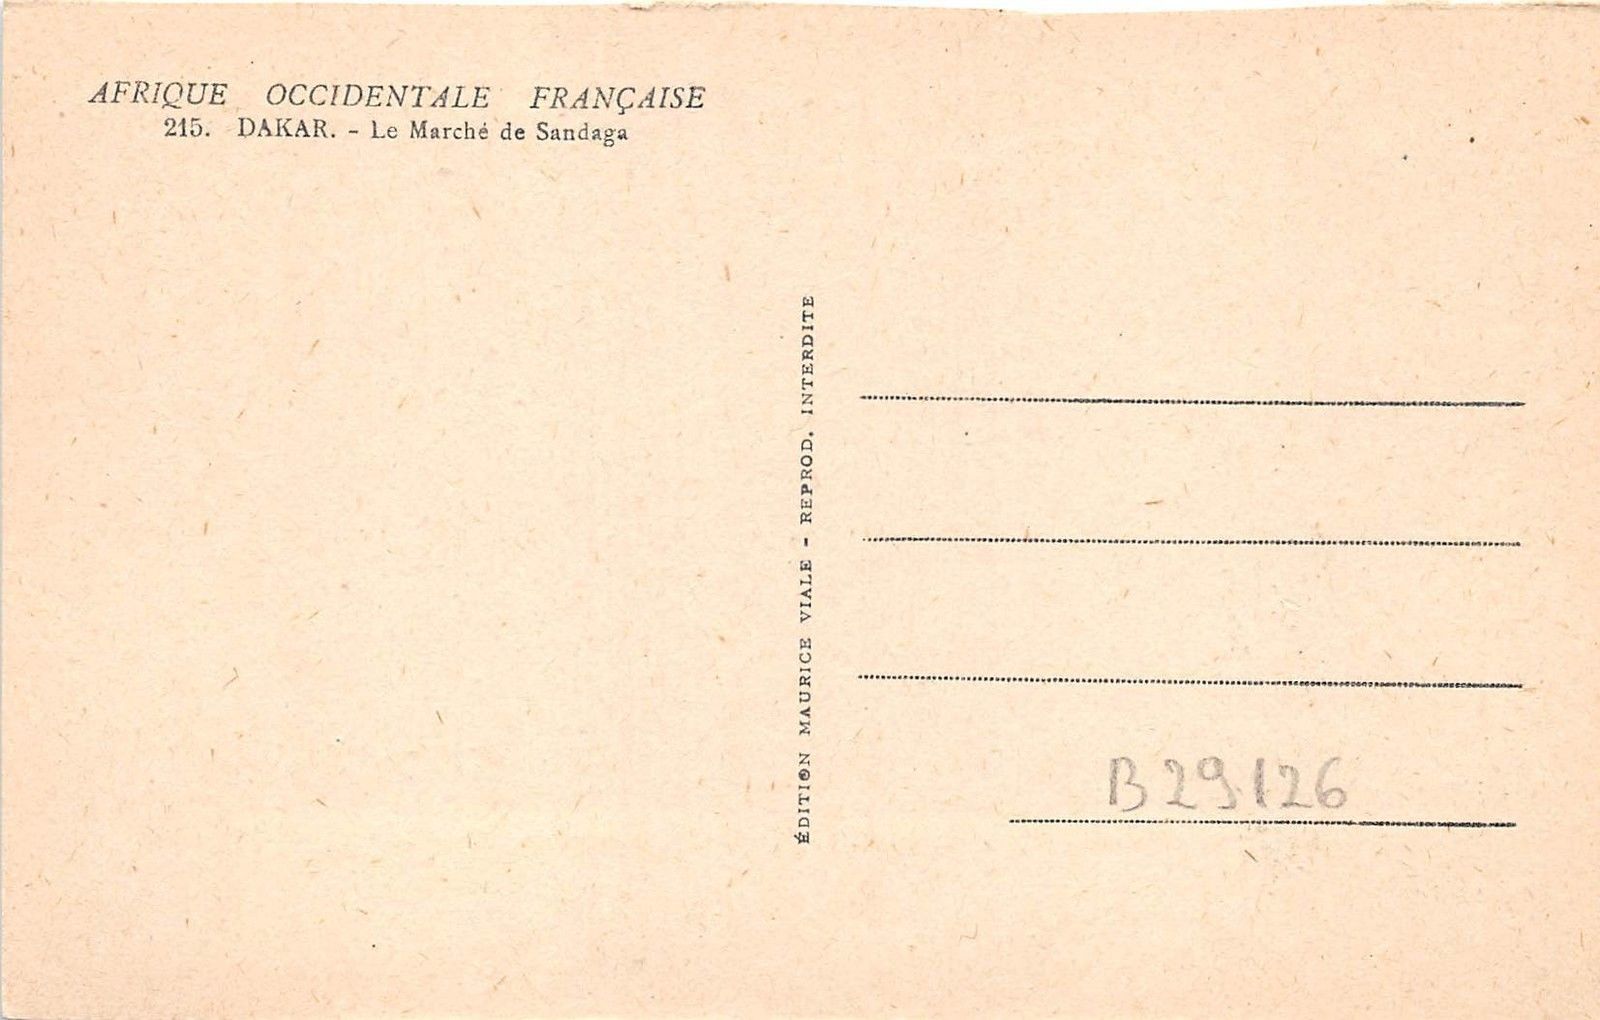 AFRIQUE OCCIDENTALE FRANÇAISE
215. DAKAR. - Le Marché de Sandaga
ÉDITION MAURICE VIALE - REPROD. INTERDITE
B29126